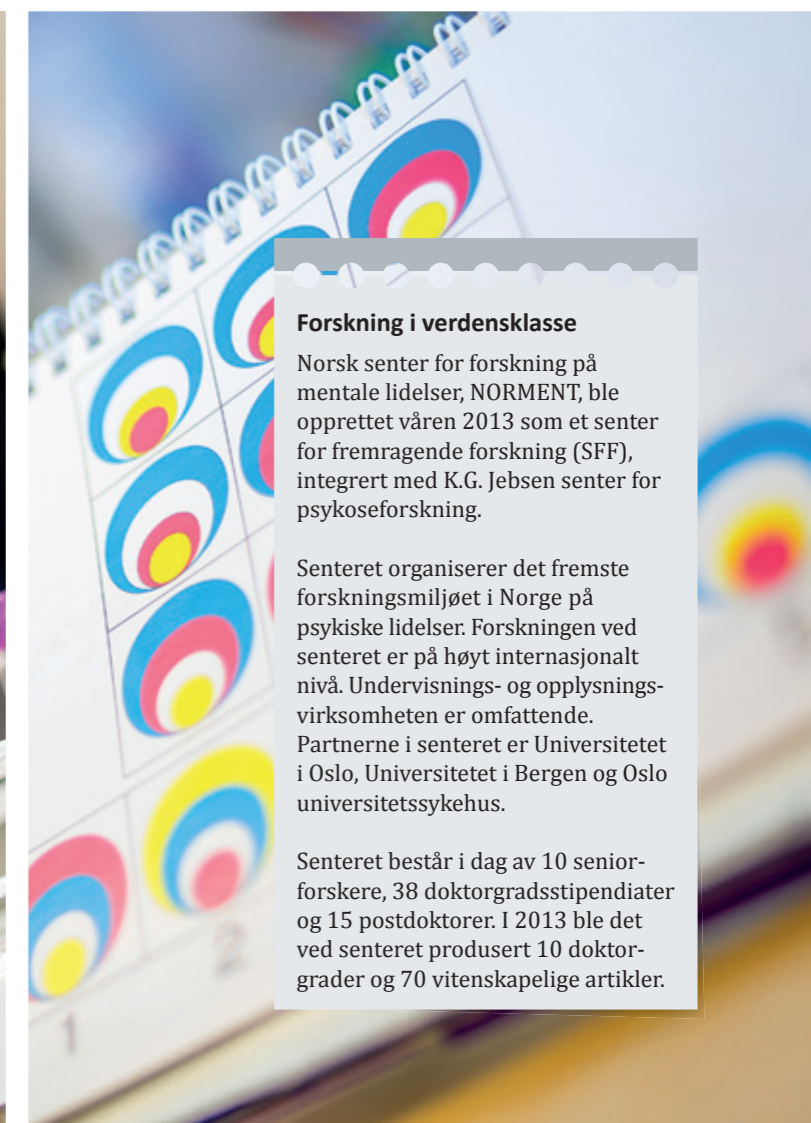 Forskning i verdensklasse
Norsk senter for forskning på
mentale lidelser, NORMENT, ble
opprettet våren 2013 som et senter
for fremragende forskning (SFF),
integrert med K.G. Jebsen senter for
psykoseforskning.
Senteret organiserer det fremste
forskningsmiljøet i Norge på
psykiske lidelser. Forskningen ved
senteret er på høyt internasjonalt
nivå. Undervisnings- og opplysnings-
virksomheten er omfattende.
Partnerne i senteret er Universitetet
i Oslo, Universitetet i Bergen og Oslo
universitetssykehus.
Senteret består i dag av 10 senior-
forskere, 38 doktorgradsstipendiater
og 15 postdoktorer. I 2013 ble det
ved senteret produsert 10 doktor-
grader og 70 vitenskapelige artikler.
1
2